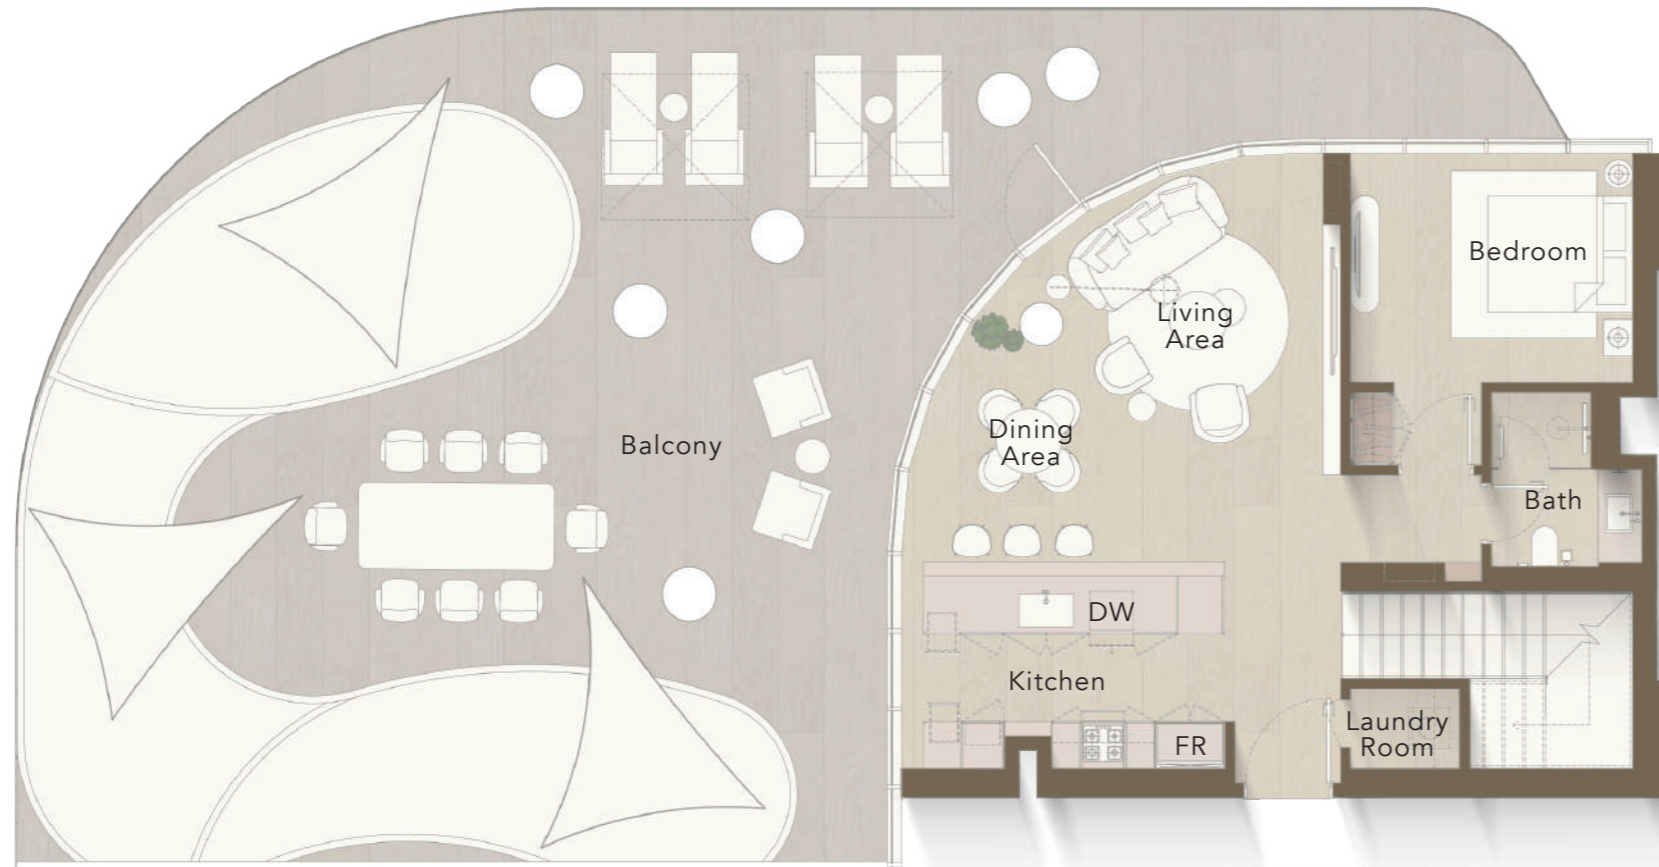 Bedroom
Living
Area
Dining
Area
Balcony
Bath
DW
Kitchen
Laundry
Room
FR